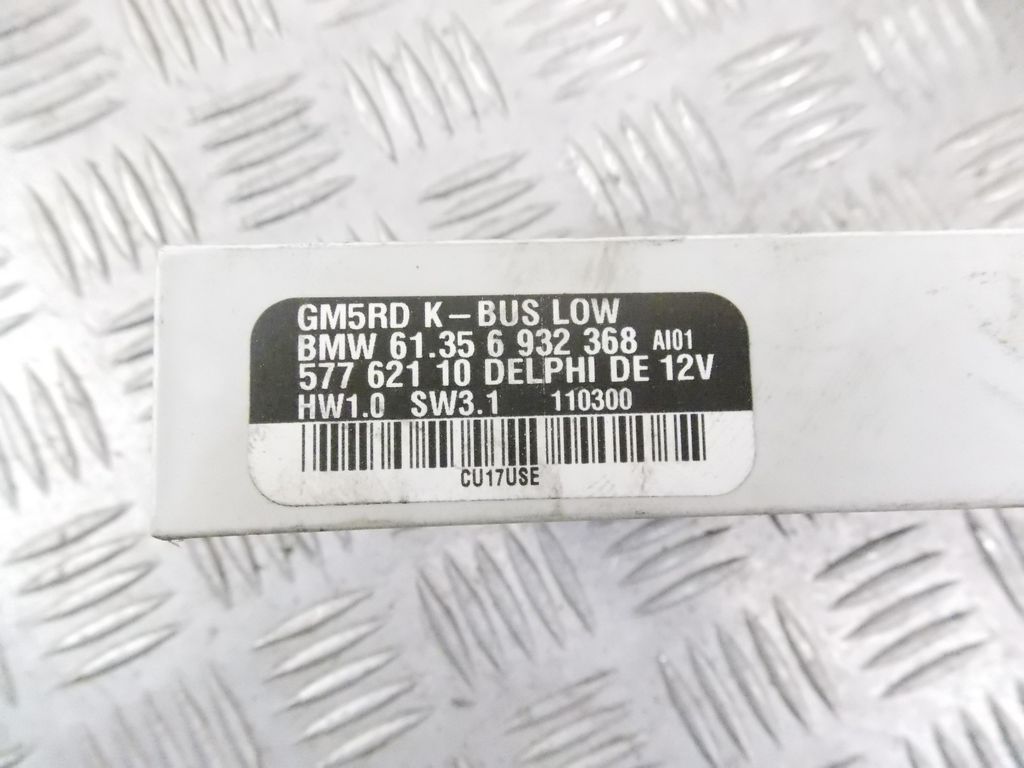 GM5RD K-BUS LOW
BMW 61.35 6 932 368 AI01
577 621 10 DELPHI DE 12V
HW1.0 SW3.1 110300
CU17USE